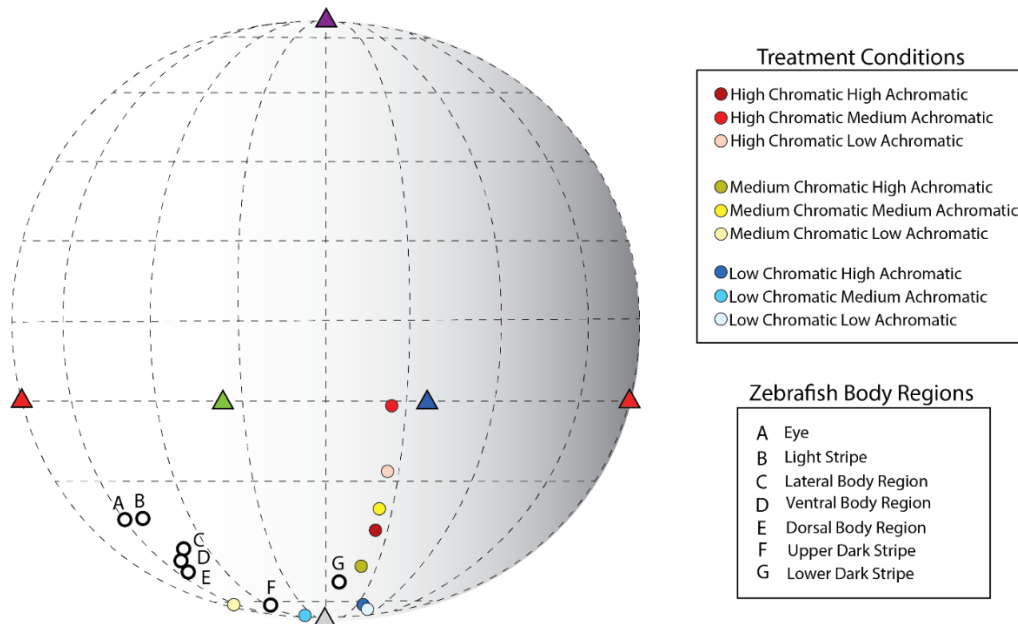 Treatment Conditions
High Chromatic High Achromatic
High Chromatic Medium Achromatic
High Chromatic Low Achromatic
Medium Chromatic High Achromatic
Medium Chromatic Medium Achromatic
Medium Chromatic Low Achromatic
Low Chromatic High Achromatic
Low Chromatic Medium Achromatic
Low Chromatic Low Achromatic
Zebrafish Body Regions
A Eye
B Light Stripe
C Lateral Body Region
D Ventral Body Region
E Dorsal Body Region
F Upper Dark Stripe
G Lower Dark Stripe
A B
C
D
E
F
G